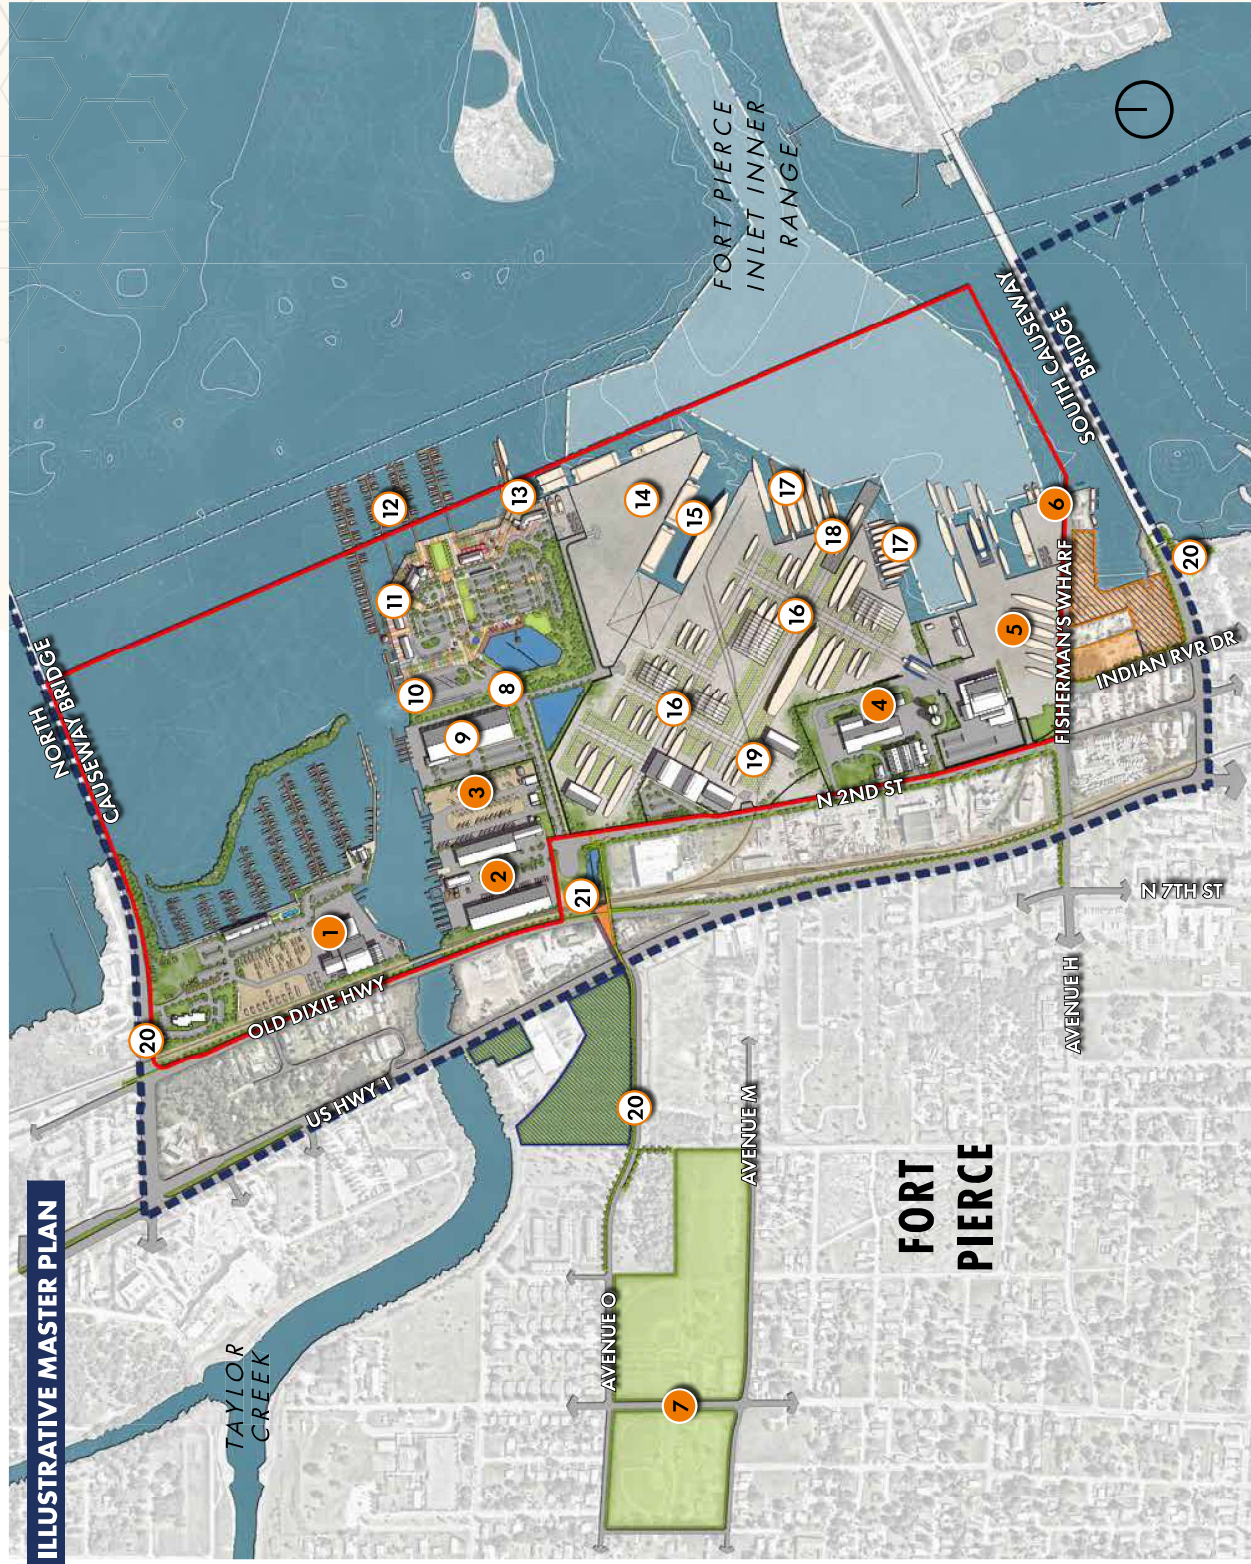 ILLUSTRATIVE MASTER PLAN
NORTH
CAUSEWAY BRIDGE
FORT PIERCE
INLET INNER
RANGE
SOUTH CAUSEWAY
BRIDGE
TAYLOR
CREEK
US HWY 1
OLD DIXIE HWY
N 2ND ST
FISHERMAN'S WHARF
INDIAN RVR DR
N 7TH ST
AVENUE H
AVENUE M
AVENUE O
FORT
PIERCE
1
2
3
4
5
6
7
8
9
10
11
12
13
14
15
16
16
17
17
18
19
20
20
20
21